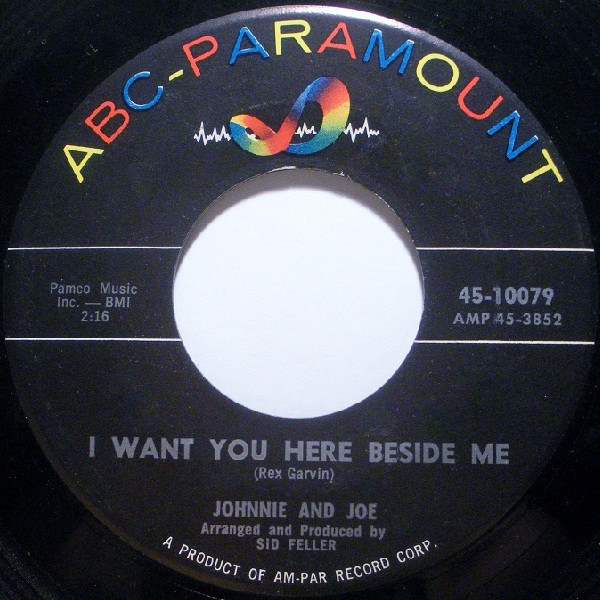 ABC-PARAMOUNT
Pamco Music
Inc. — BMI
2:16
45-10079
AMP 45-3852
I WANT YOU HERE BESIDE ME
(Rex Garvin)
JOHNNIE AND JOE
Arranged and Produced by
SID FELLER
A PRODUCT OF AM-PAR RECORD CORP.